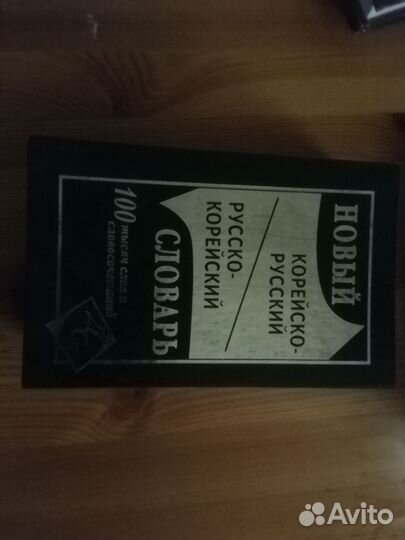 НОВЫЙ
КОРЕЙСКО-
РУССКИЙ
РУССКО-
КОРЕЙСКИЙ
СЛОВАРЬ
100 тысяч слов и
словосочетаний
Avito